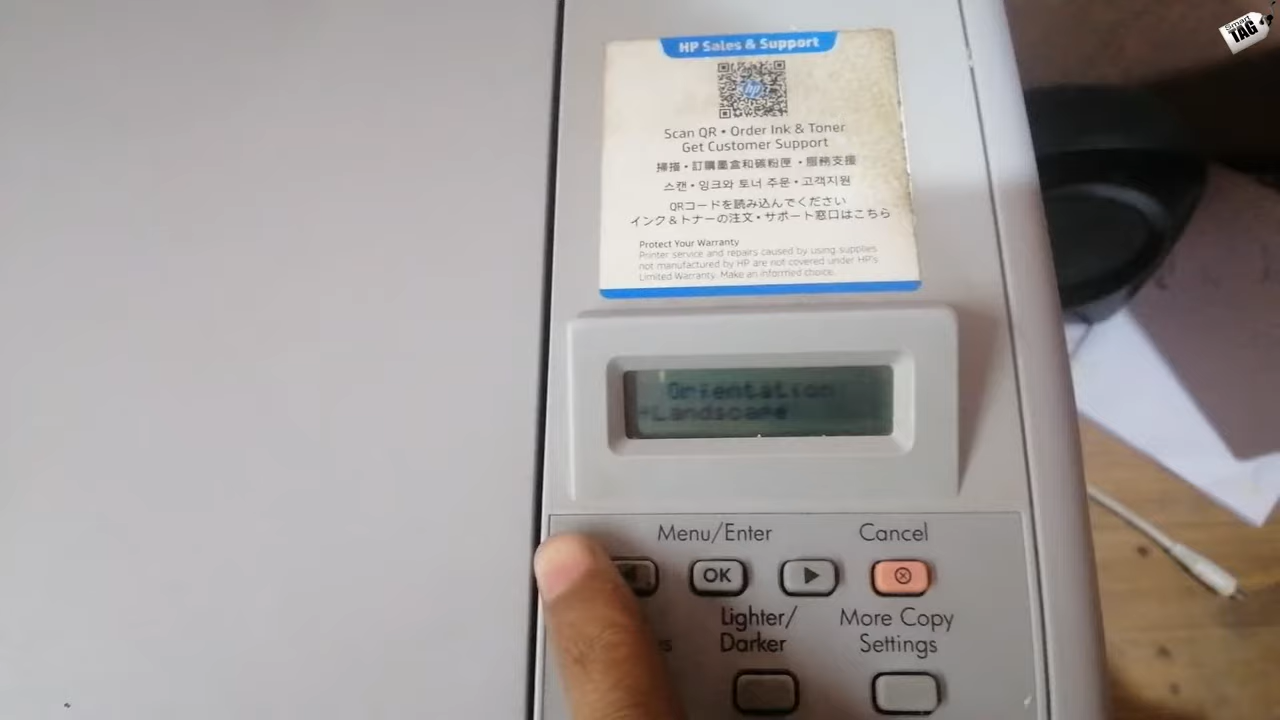 Smart
TAG
HP Sales & Support
hp
Scan QR • Order Ink & Toner
Get Customer Support
掃描・訂購墨盒和碳粉匣・服務支援
스캔・잉크와 토너 주문・고객지원
QRコードを読み込んでください
インク&トナーの注文・サポート窓口はこちら
Protect Your Warranty
Printer service and repairs caused by using supplies
not manufactured by HP are not covered under HP's
Limited Warranty. Make an informed choice.
Orientation
Landscape
Menu/Enter
Cancel
OK
Lighter/
Darker
More Copy
Settings